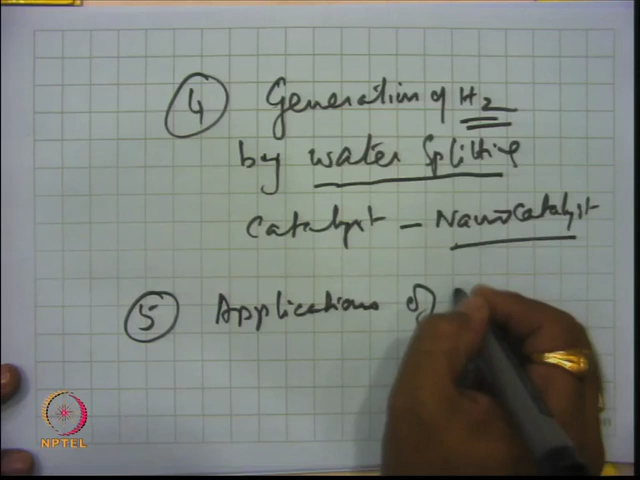 ④ Generation of H2
by water splitting
Catalyst - Nanocatalyst
⑤ Applications of
NPTEL